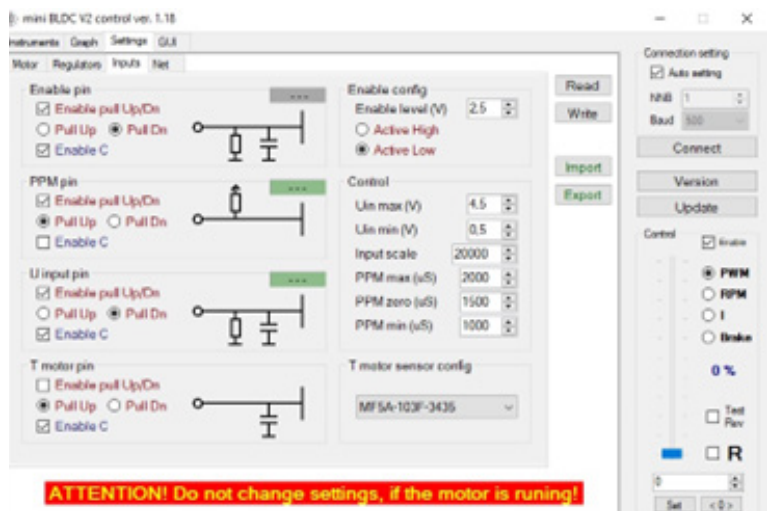 mini BLDC V2 control ver. 1.18
Instruments Graph Settings GUI
Motor Regulators Inputs Net
Enable pin
Enable pull Up/Dn
Pull Up Pull Dn
Enable C
PPM pin
Enable pull Up/Dn
Pull Up Pull Dn
Enable C
U input pin
Enable pull Up/Dn
Pull Up Pull Dn
Enable C
T motor pin
Enable pull Up/Dn
Pull Up Pull Dn
Enable C
Enable config
Enable level (V) 2.5
Active High
Active Low
Control
Uin max (V) 4,5
Uin min (V) 0,5
Input scale 20000
PPM max (uS) 2000
PPM zero (uS) 1500
PPM min (uS) 1000
T motor sensor config
MF5A-103F-3435
Read
Write
Import
Export
ATTENTION! Do not change settings, if the motor is runing!
Connection setting
Auto setting
NNB 1
Baud 500
Connect
Version
Update
Control
Enable
PWM
RPM
I
Brake
0 %
Test
Rev
R
0
Set <0>